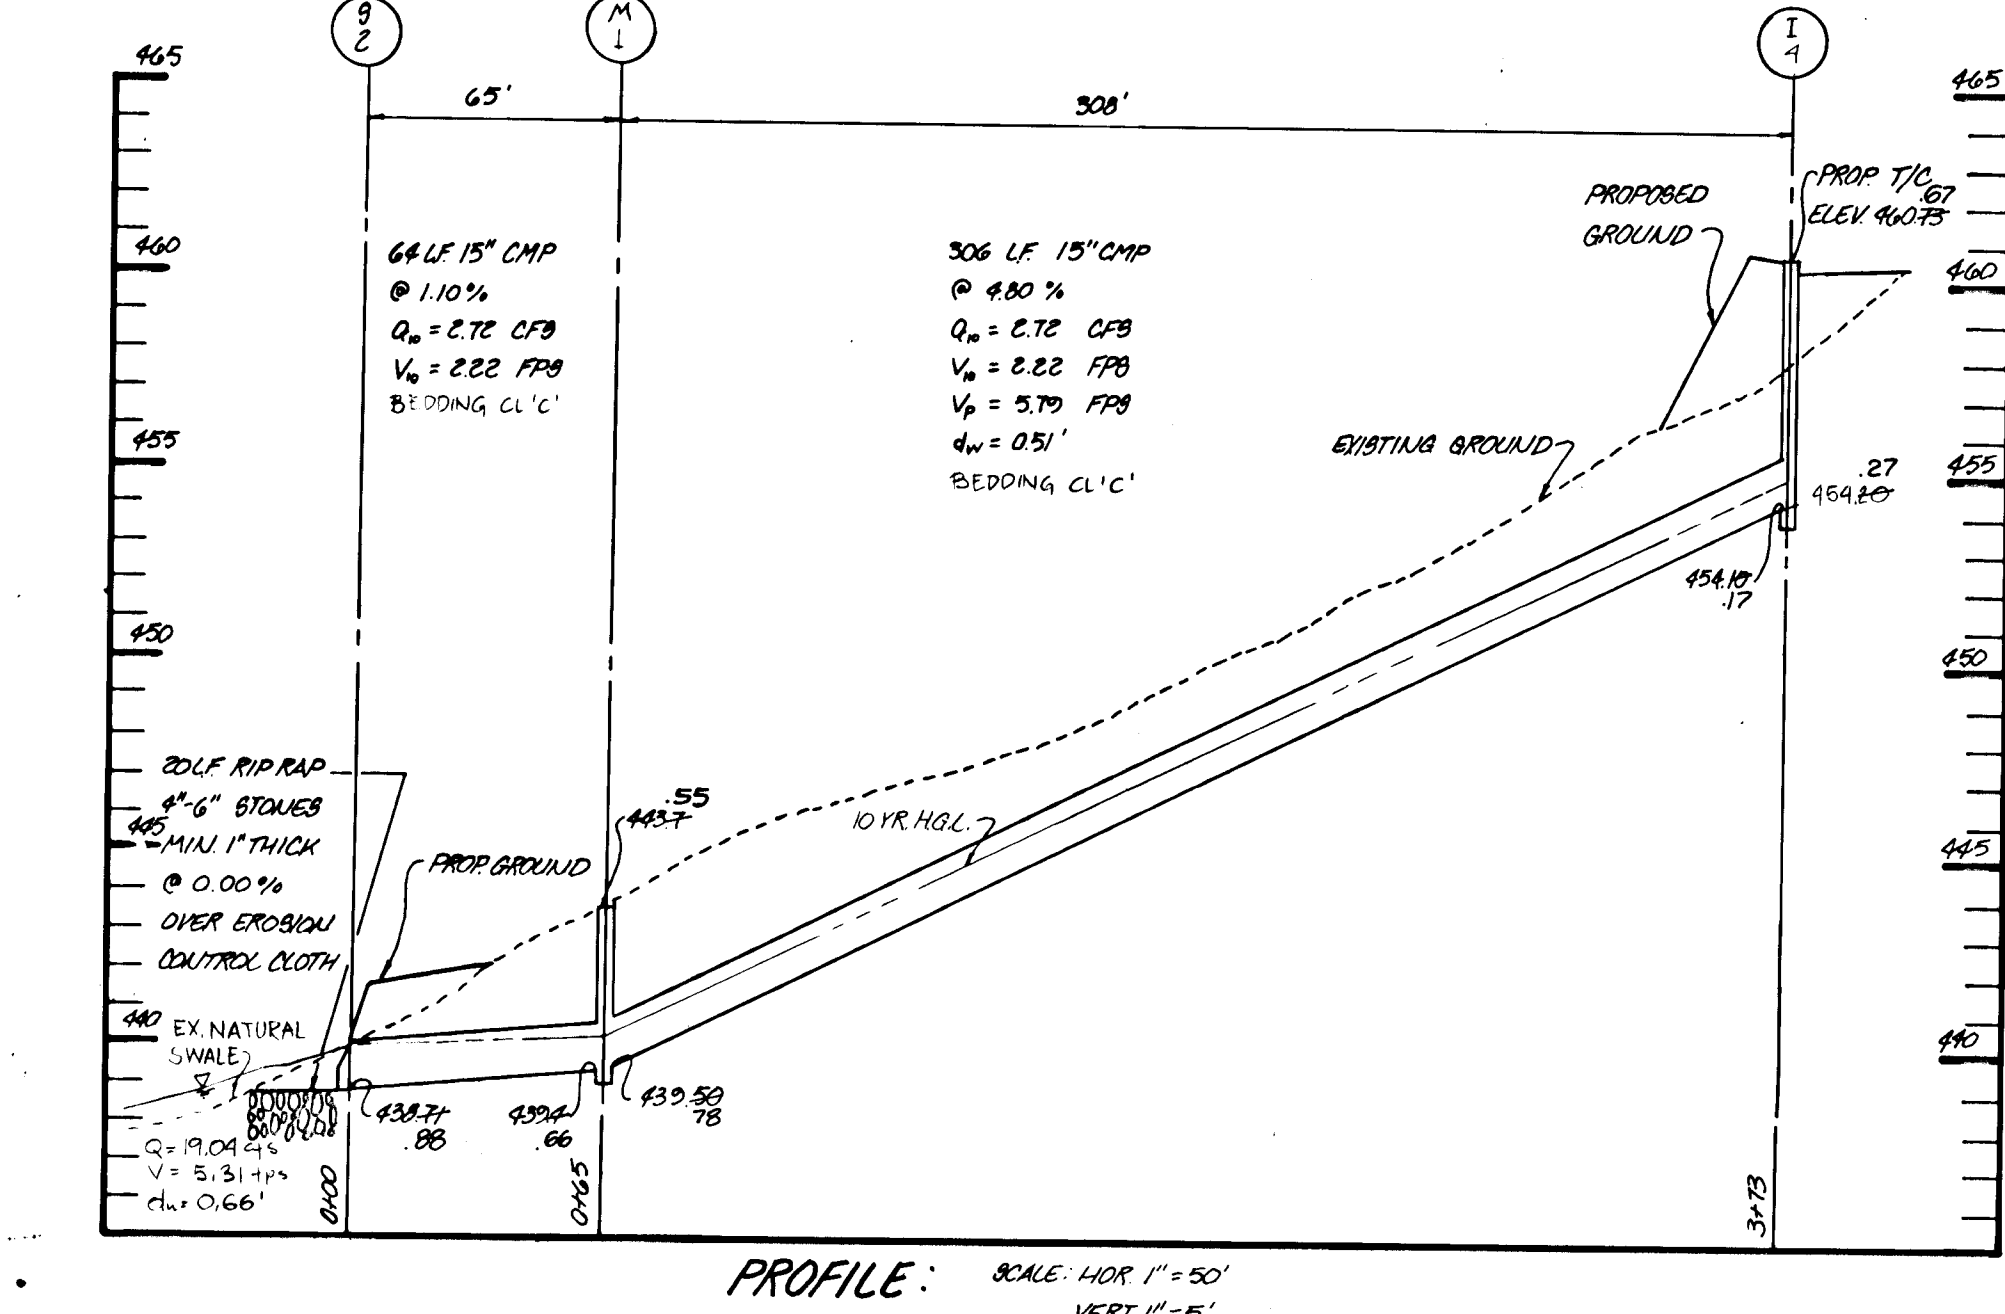 S
2
M
1
I
4
465
465
65'
308'
PROP. T/C
.67
ELEV. 460.73
PROPOSED
GROUND
460
460
64 LF. 15" CMP
@ 1.10%
Q10 = 2.72 CFS
V10 = 2.22 FPS
BEDDING CL 'C'
306 LF. 15" CMP
@ 4.80 %
Q10 = 2.72 CFS
V10 = 2.22 FPS
Vp = 5.79 FPS
dw = 0.51'
BEDDING CL 'C'
EXISTING GROUND
455
455
.27
454.20
454.10
.17
450
450
20 LF. RIP RAP
4"-6" STONES
445
MIN. 1" THICK
@ 0.00%
OVER EROSION
CONTROL CLOTH
PROP. GROUND
.55
443.7
10 YR. H.G.L.
445
440
EX. NATURAL
SWALE
440
438.71
.88
439.4
.66
439.50
78
Q = 19.04 cfs
V = 5.31 fps
dn = 0.66'
0+00
0+65
3+73
PROFILE:
SCALE: HOR. 1" = 50'
VERT. 1" = 5'